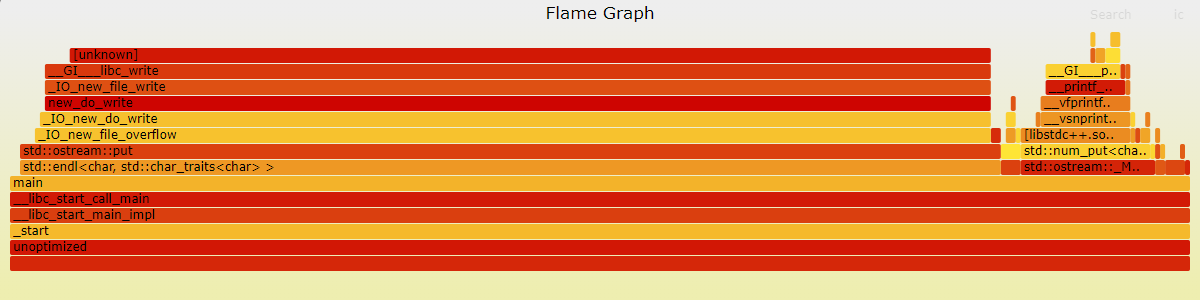 Flame Graph
Search ic
[unknown]
__GI___libc_write __GI___p..
_IO_new_file_write __printf_..
new_do_write __vfprintf..
_IO_new_do_write __vsnprint..
_IO_new_file_overflow [libstdc++.so..
std::ostream::put std::num_put<cha..
std::endl<char, std::char_traits<char> > std::ostream::_M..
main
__libc_start_call_main
__libc_start_main_impl
_start
unoptimized